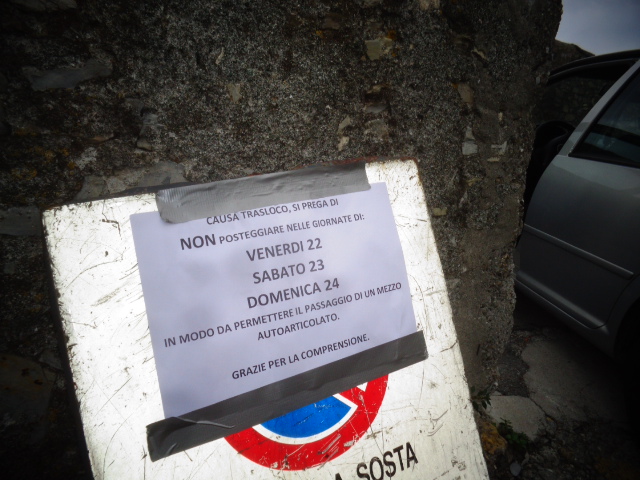 CAUSA TRASLOCO, SI PREGA DI
NON POSTEGGIARE NELLE GIORNATE DI:
VENERDI 22
SABATO 23
DOMENICA 24
IN MODO DA PERMETTERE IL PASSAGGIO DI UN MEZZO
AUTOARTICOLATO.
GRAZIE PER LA COMPRENSIONE.
A SOSTA